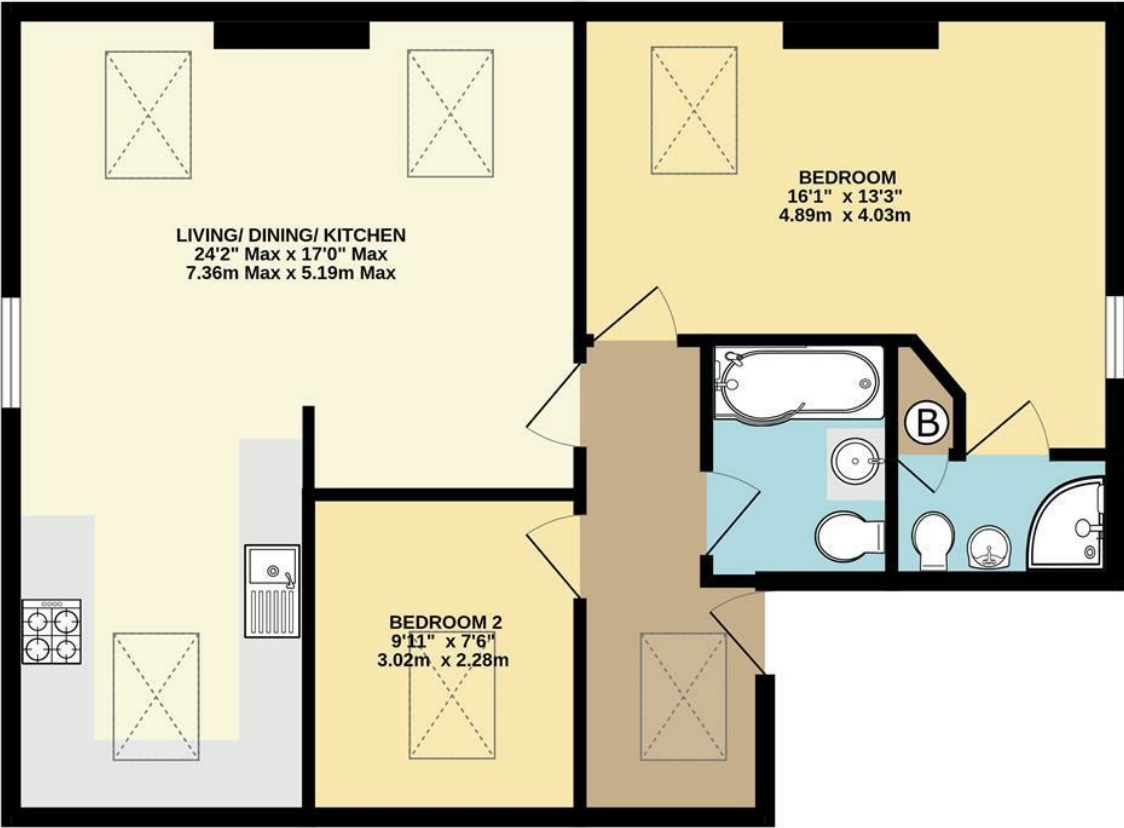 LIVING/ DINING/ KITCHEN
24'2" Max x 17'0" Max
7.36m Max x 5.19m Max
BEDROOM
16'1" x 13'3"
4.89m x 4.03m
B
BEDROOM 2
9'11" x 7'6"
3.02m x 2.28m